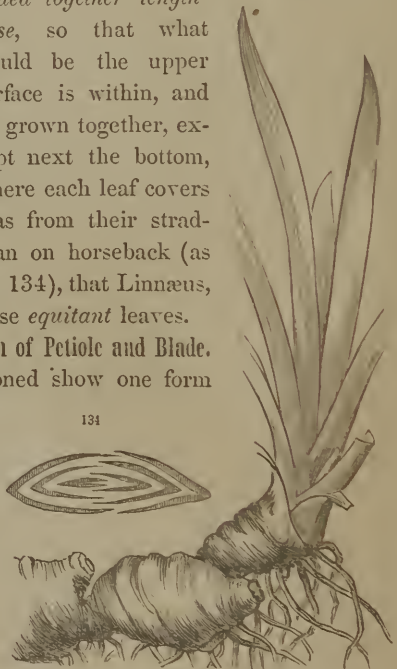 together length-
se, so that what
uld be the upper
rface is within, and
grown together, ex-
pt next the bottom,
here each leaf covers
as from their strad-
an on horseback (as
134), that Linnæus,
se equitant leaves.
n of Petiole and Blade.
oned show one form
134